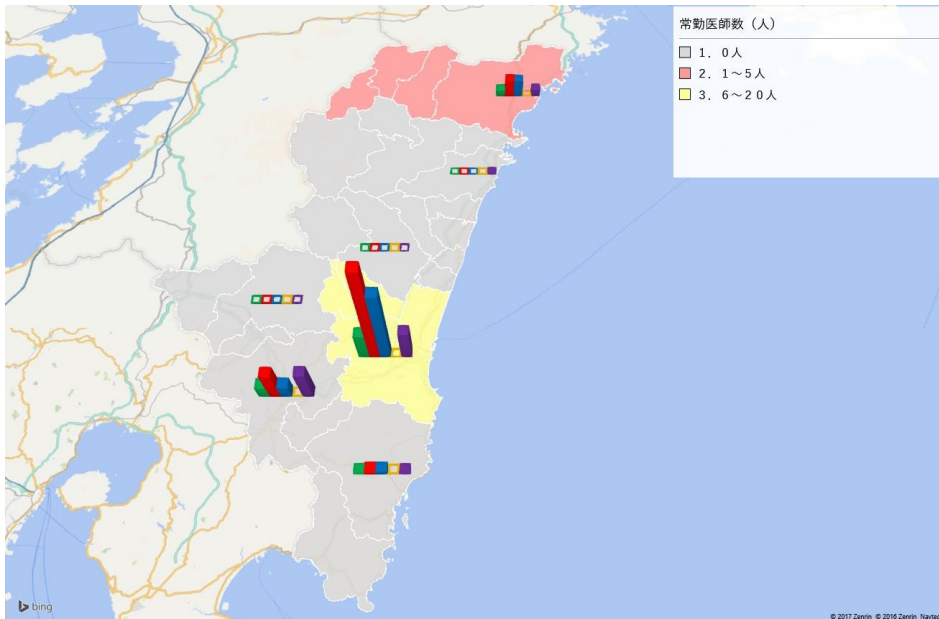 常勤医師数（人）
１．０人
２．１～５人
３．６～２０人
bing
© 2017 Zenrin © 2016 Zenrin Navteq